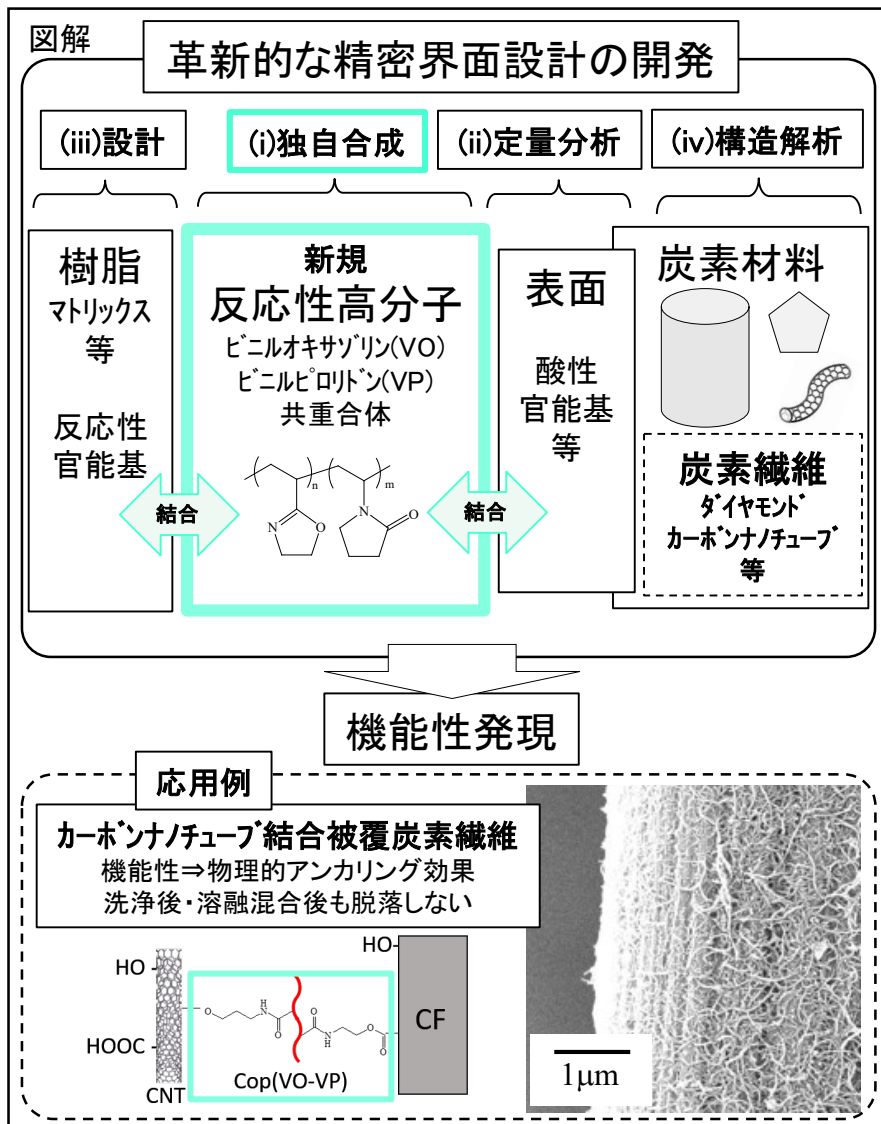 図解
革新的な精密界面設計の開発
(iii)設計
(i)独自合成
(ii)定量分析
(iv)構造解析
樹脂
ﾏﾄﾘｯｸｽ
等
反応性
官能基
結合
新規
反応性高分子
ﾋﾞﾆﾙｵｷｻｿﾞﾘﾝ(VO)
ﾋﾞﾆﾙﾋﾟﾛﾘﾄﾞﾝ(VP)
共重合体
n
m
N
O
N
O
結合
表面
酸性
官能基
等
炭素材料
炭素繊維
ﾀﾞｲﾔﾓﾝﾄﾞ
ｶｰﾎﾞﾝﾅﾉﾁｭｰﾌﾞ
等
機能性発現
応用例
ｶｰﾎﾞﾝﾅﾉﾁｭｰﾌﾞ結合被覆炭素繊維
機能性⇒物理的アンカリング効果
洗浄後・溶融混合後も脱落しない
HO
HOOC
CNT
O
H
N
O
O
N
H
O
O
Cop(VO-VP)
HO
CF
1μm